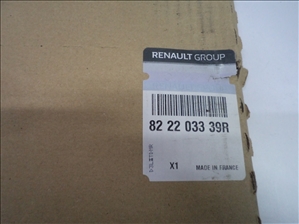 RENAULT GROUP
82 22 033 39R
X1 MADE IN FRANCE